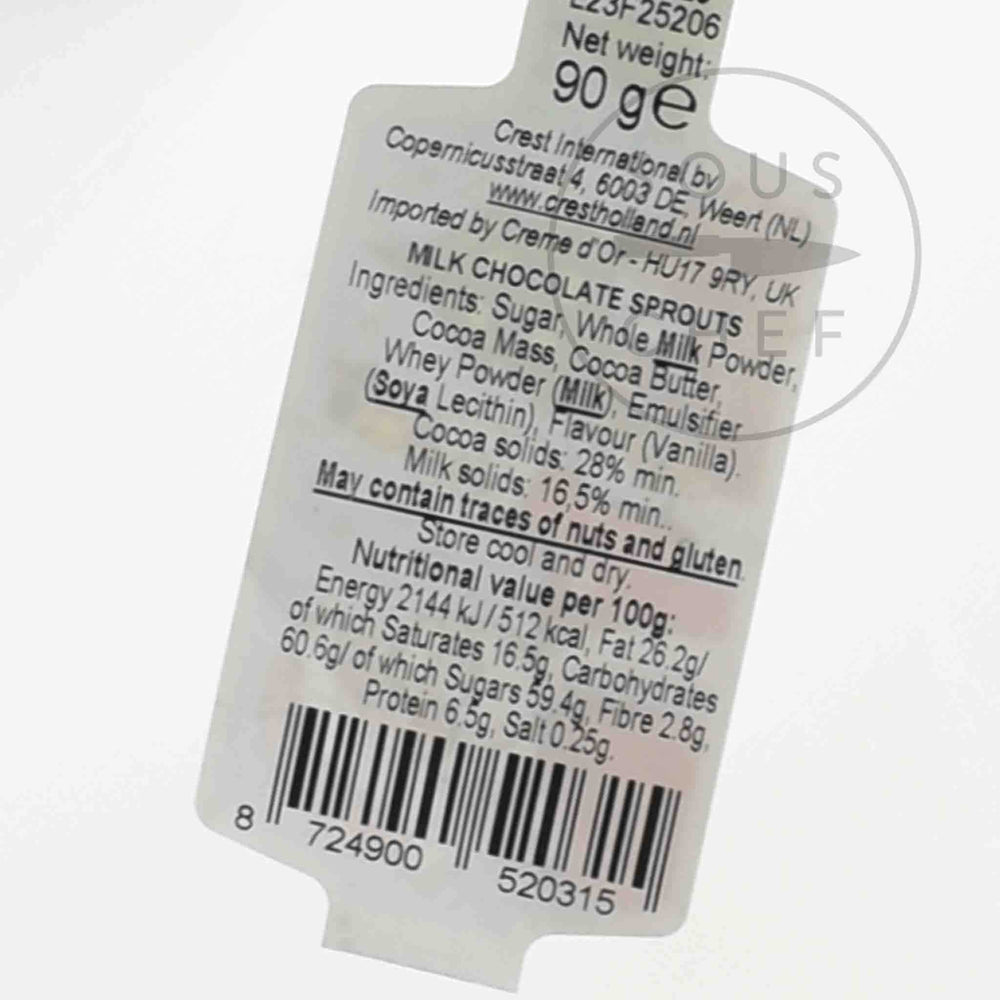 L23F25206
Net weight:
90 g e
Crest International bv
Copernicusstraat 4, 6003 DE, Weert (NL)
www.crestholland.nl
Imported by Creme d'Or - HU17 9RY, UK
MILK CHOCOLATE SPROUTS
Ingredients: Sugar, Whole Milk Powder,
Cocoa Mass, Cocoa Butter,
Whey Powder (Milk), Emulsifier
(Soya Lecithin), Flavour (Vanilla).
Cocoa solids: 28% min.
Milk solids: 16,5% min..
May contain traces of nuts and gluten.
Store cool and dry.
Nutritional value per 100g:
Energy 2144 kJ / 512 kcal, Fat 26.2g/
of which Saturates 16.5g, Carbohydrates
60.6g/ of which Sugars 59.4g, Fibre 2.8g,
Protein 6.5g, Salt 0.25g.
8 724900 520315
OUS
EF